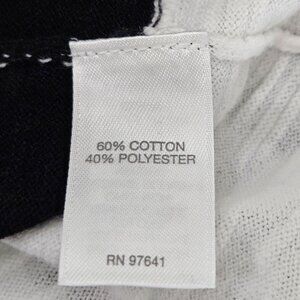 60% COTTON
40% POLYESTER
RN 97641